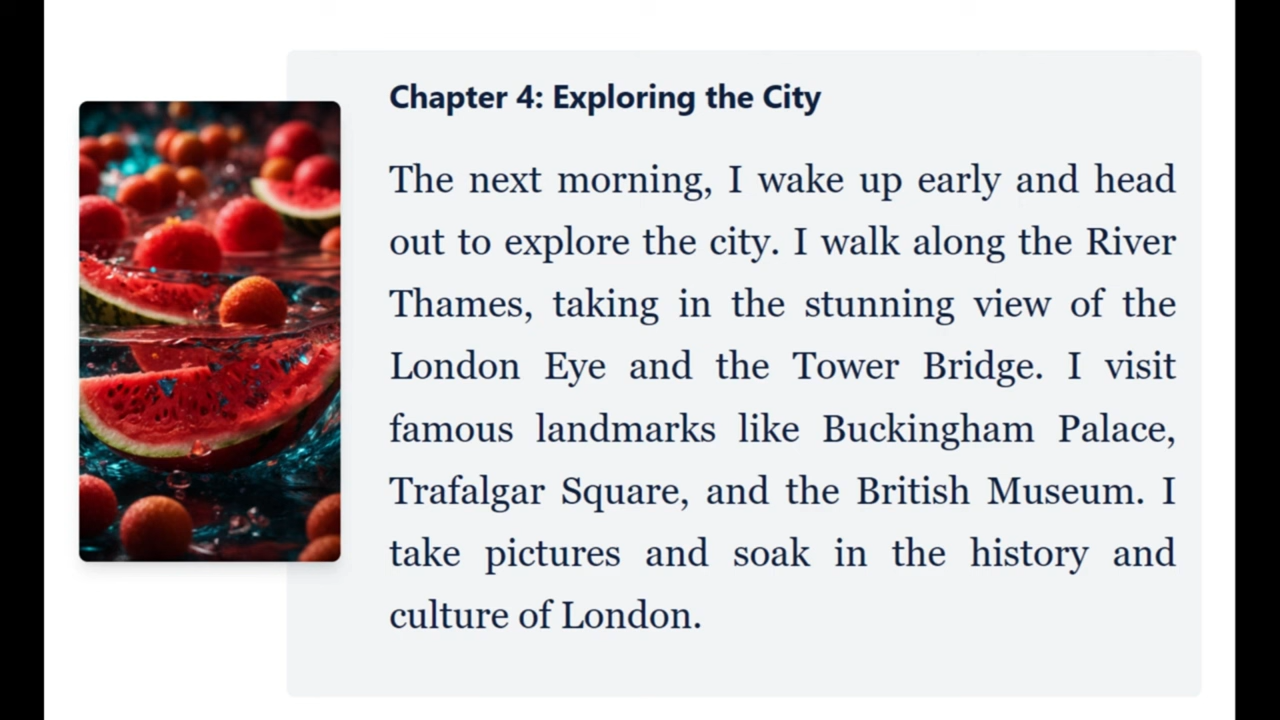 Chapter 4: Exploring the City
The next morning, I wake up early and head
out to explore the city. I walk along the River
Thames, taking in the stunning view of the
London Eye and the Tower Bridge. I visit
famous landmarks like Buckingham Palace,
Trafalgar Square, and the British Museum. I
take pictures and soak in the history and
culture of London.